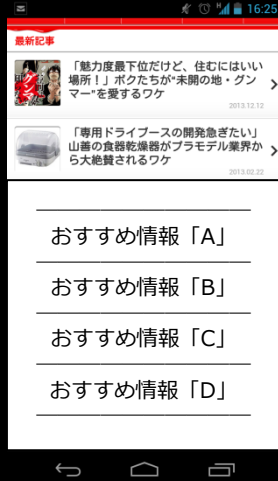 16:25
最新記事
「魅力度最下位だけど、住むにはいい
場所！」ボクたちが“未開の地・グン
マー”を愛するワケ
2013.12.12
グンマ
「専用ドライブースの開発急ぎたい」
山善の食器乾燥器がプラモデル業界か
ら大絶賛されるワケ
2013.02.22
おすすめ情報「A」
おすすめ情報「B」
おすすめ情報「C」
おすすめ情報「D」